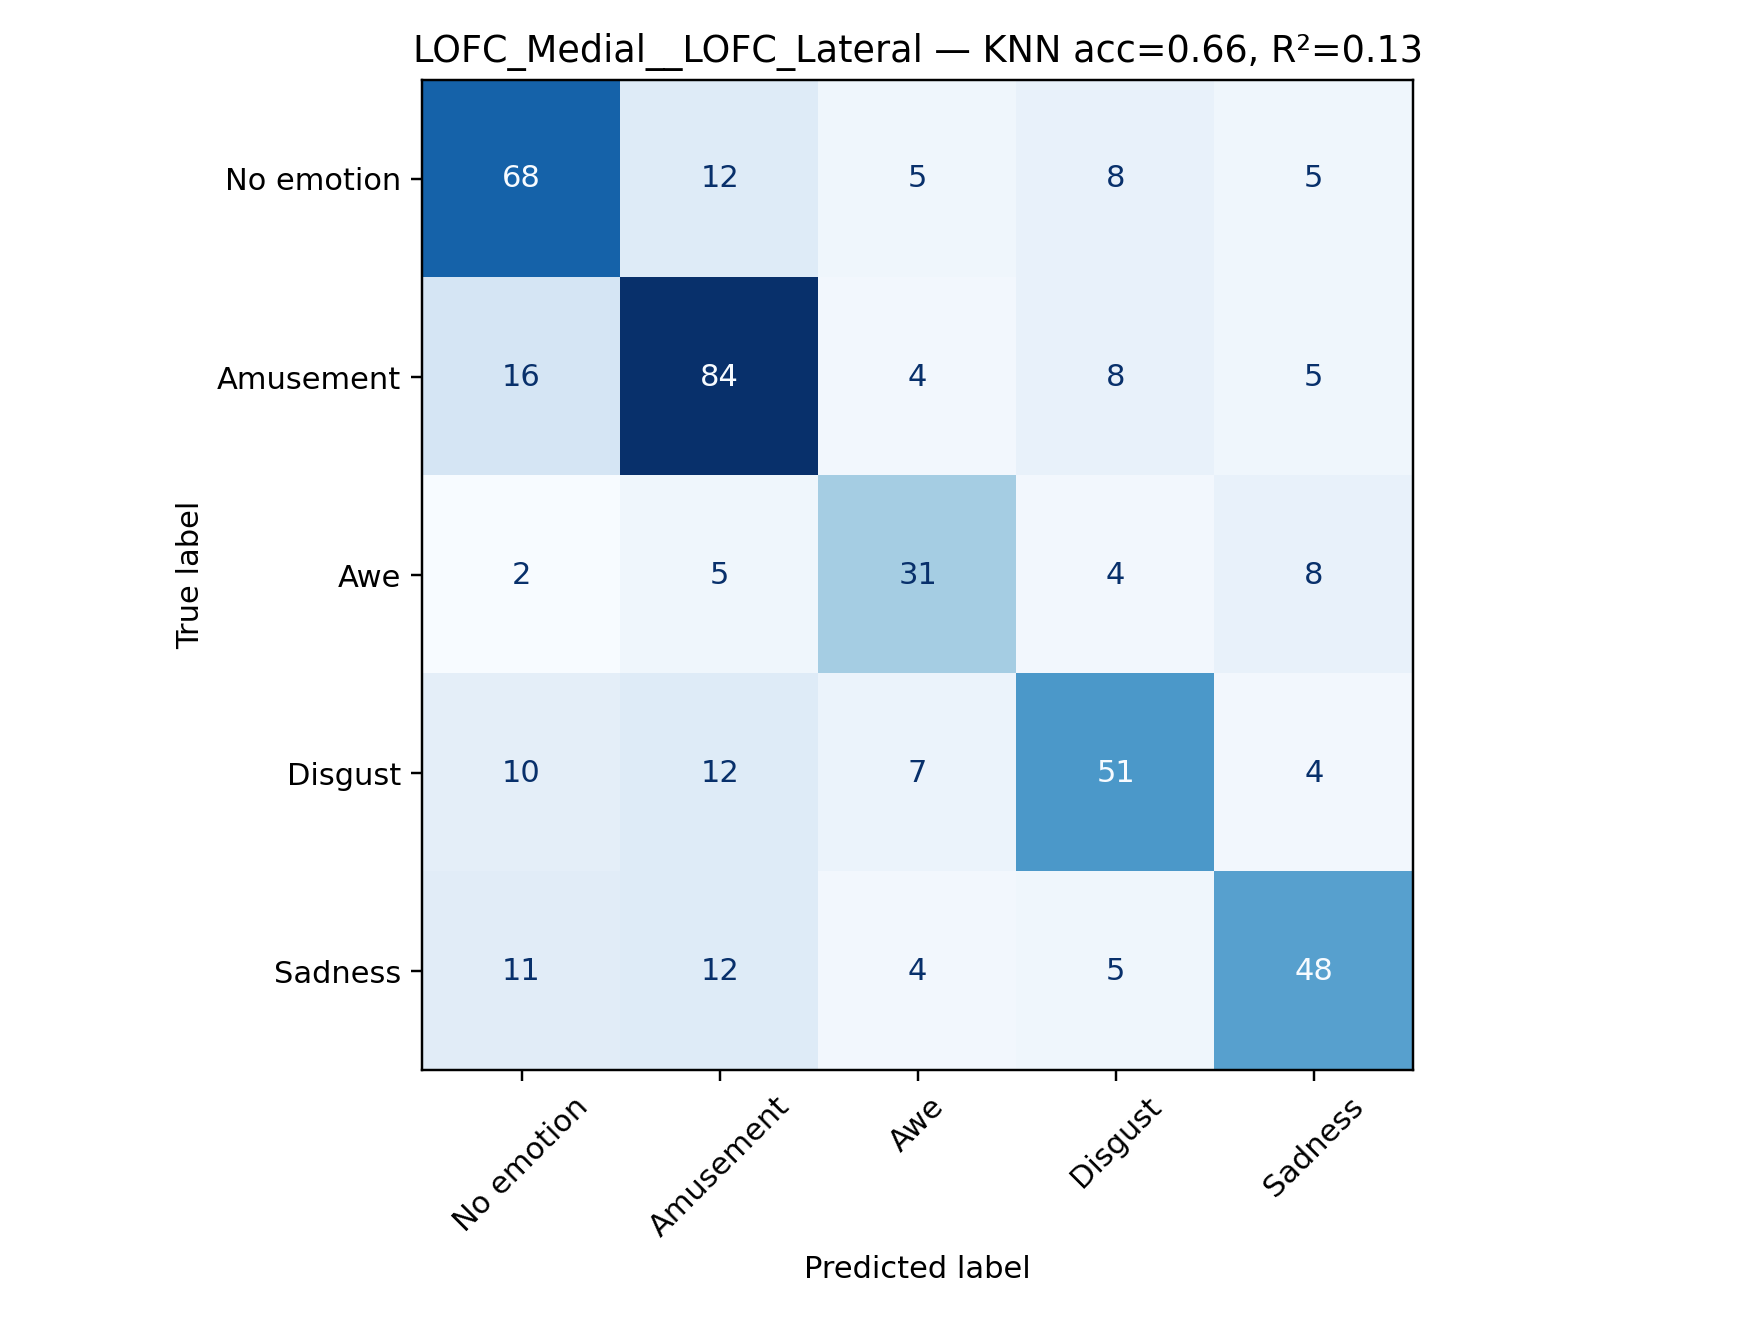 LOFC_Medial__LOFC_Lateral — KNN acc=0.66, R²=0.13
No emotion 68 12 5 8 5
Amusement 16 84 4 8 5
Awe 2 5 31 4 8
Disgust 10 12 7 51 4
Sadness 11 12 4 5 48
True label
No emotion Amusement Awe Disgust Sadness
Predicted label